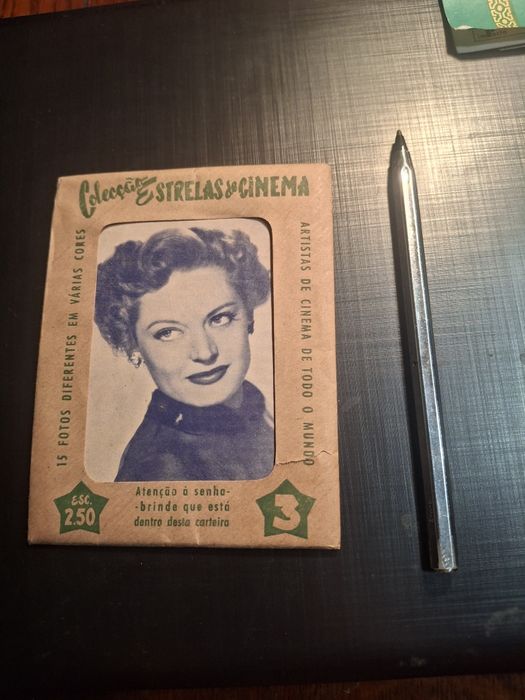 Colecção ESTRELAS do CINEMA
15 FOTOS DIFERENTES EM VÁRIAS CORES
ARTISTAS DE CINEMA DE TODO O MUNDO
ESC.
2.50
Atenção á senha-
-brinde que está
dentro desta carteira
3